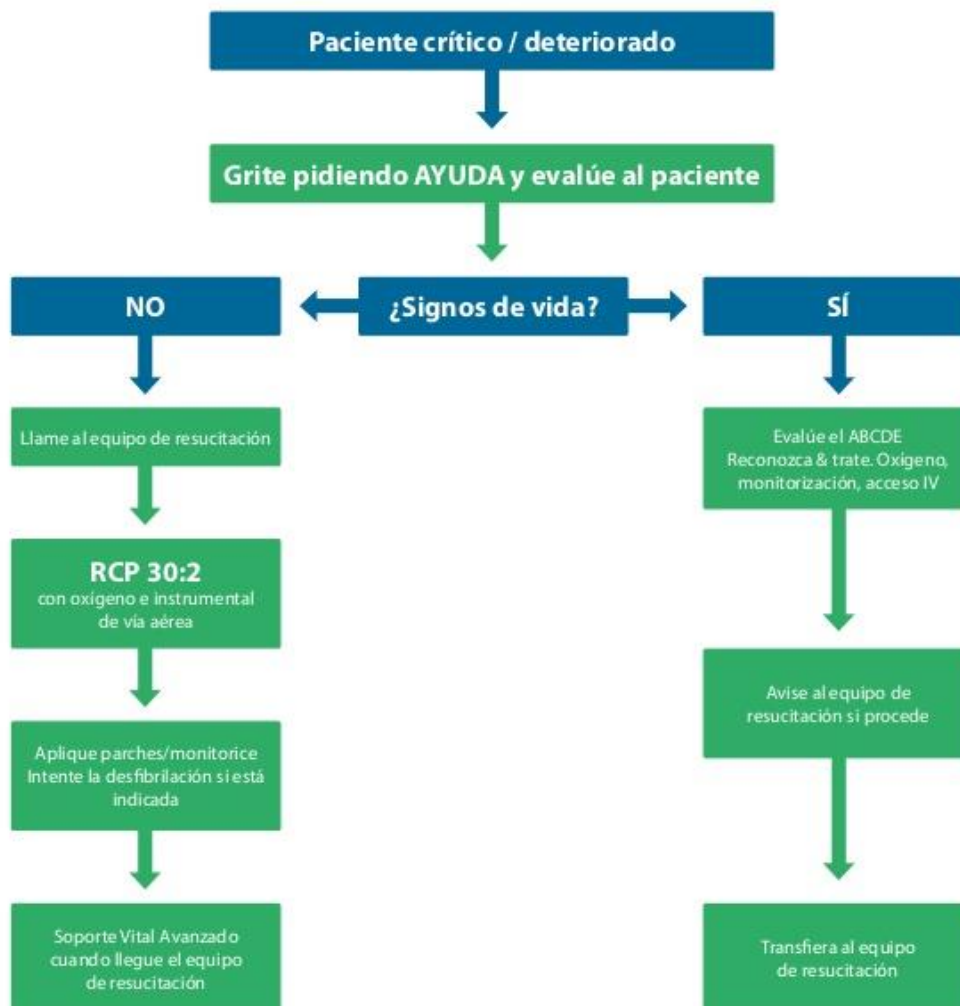 Paciente crítico / deteriorado
Grite pidiendo AYUDA y evalúe al paciente
NO
¿Signos de vida?
SÍ
Llame al equipo de resucitación
RCP 30:2
con oxígeno e instrumental
de vía aérea
Aplique parches/monitorice
Intente la desfibrilación si está
indicada
Soporte Vital Avanzado
cuando llegue el equipo
de resucitación
Evalúe el ABCDE
Reconozca & trate. Oxígeno,
monitorización, acceso IV
Avise al equipo de
resucitación si procede
Transfiera al equipo
de resucitación